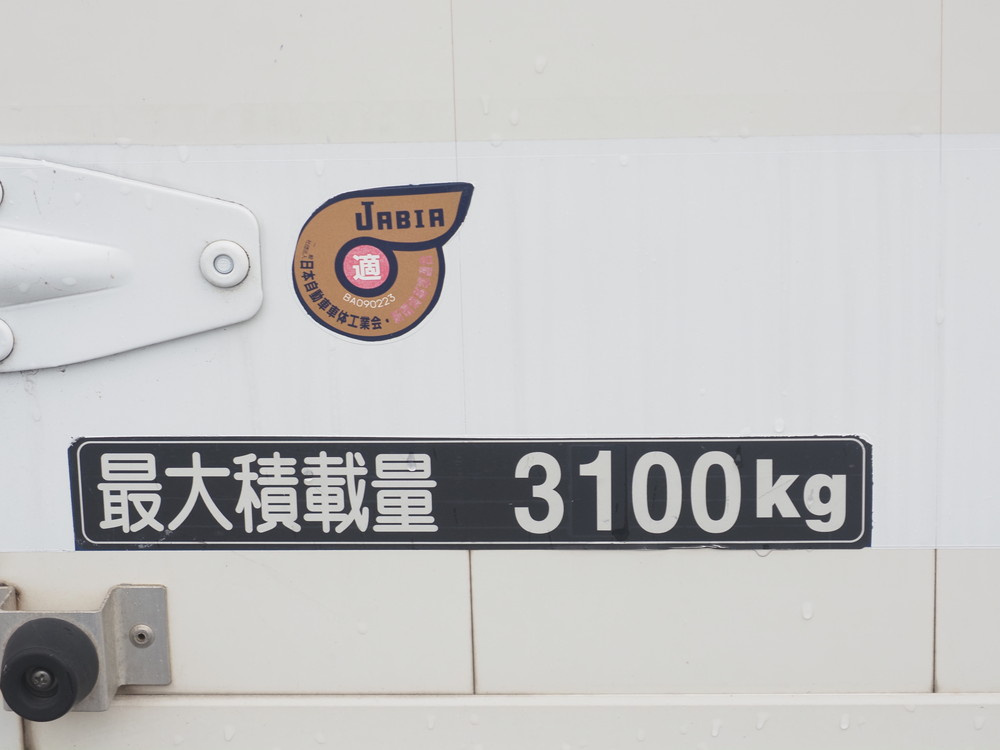 JABIA
適
BA090223
日本自動車車体工業会・
最大積載量 3100kg